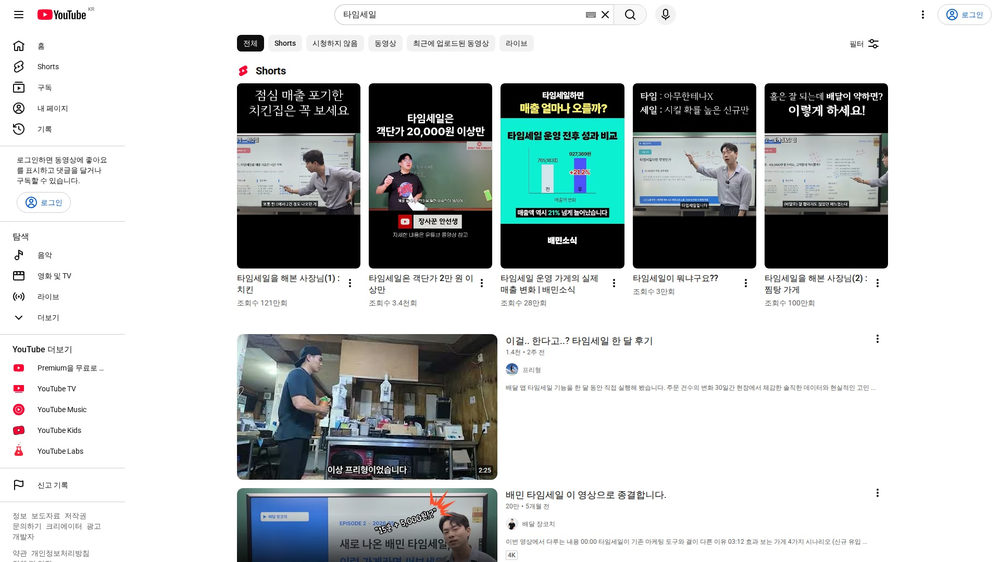 YouTube KR
타임세일
로그인
홈
Shorts
구독
내 페이지
기록
로그인하면 동영상에 좋아요
를 표시하고 댓글을 달거나
구독할 수 있습니다.
로그인
탐색
음악
영화 및 TV
라이브
더보기
YouTube 더보기
Premium을 무료로 ...
YouTube TV
YouTube Music
YouTube Kids
YouTube Labs
신고 기록
정보 보도자료 저작권
문의하기 크리에이터 광고
개발자
약관 개인정보처리방침
전체
Shorts
시청하지 않음
동영상
최근에 업로드된 동영상
라이브
필터
Shorts
점심 매출 포기한
치킨집은 꼭 보세요
타임세일을 해본 사장님(1) :
치킨
조회수 121만회
타임세일은
객단가 20,000원 이상만
장사꾼 안선생
자세한 내용은 유튜브 풀영상 참고
타임세일은 객단가 2만 원 이
상만
조회수 3.4천회
타임세일하면
매출 얼마나 오를까?
타임세일 운영 전후 성과 비교
매출액 역시 21% 넘게 늘어났습니다
배민소식
타임세일 운영 가게의 실제
매출 변화 | 배민소식
조회수 28만회
타임 : 아무한테나X
세일 : 시킬 확률 높은 신규만
타임세일이 뭐냐구요??
조회수 3만회
홀은 잘 되는데 배달이 약하면?
이렇게 하세요!
타임세일을 해본 사장님(2) :
찜탕 가게
조회수 100만회
이상 프리형이었습니다
2:25
이걸.. 한다고..? 타임세일 한 달 후기
1.4천 • 2주 전
프리형
배달 앱 타임세일 기능을 한 달 동안 직접 실행해 봤습니다. 주문 건수의 변화 30일간 현장에서 체감한 솔직한 데이터와 현실적인 고민 ...
"15분 + 5,000원!?"
새로 나온 배민 타임세일,
배민 타임세일 이 영상으로 종결합니다.
20만 • 5개월 전
배달 장코치
이번 영상에서 다루는 내용 00:00 타임세일이 기존 마케팅 도구와 결이 다른 이유 03:12 효과 보는 가게 4가지 시나리오 (신규 유입 ...
4K